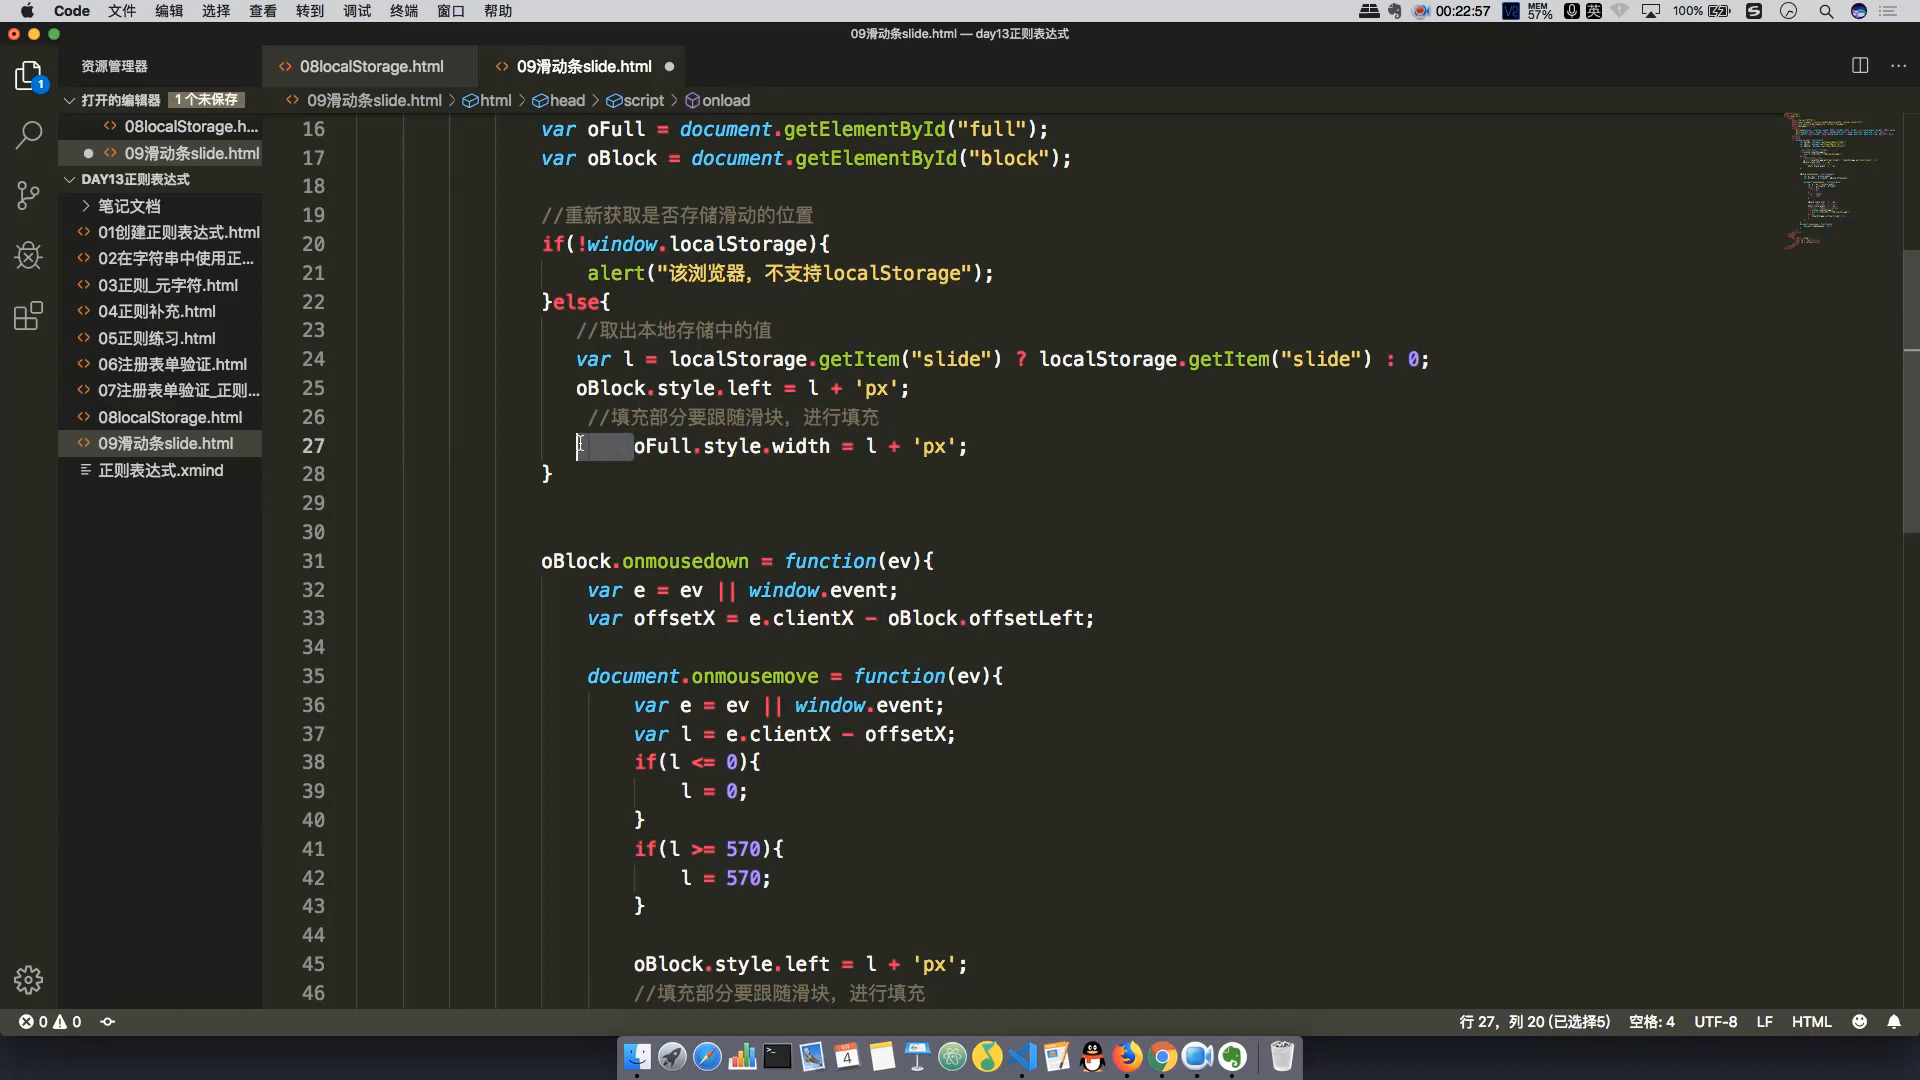 Code 文件 编辑 选择 查看 转到 调试 终端 窗口 帮助 00:22:57 MEM 57% 英 100%
09滑动条slide.html — day13正则表达式
资源管理器
打开的编辑器 1个未保存
08localStorage.h...
09滑动条slide.html
DAY13正则表达式
笔记文档
01创建正则表达式.html
02在字符串中使用正...
03正则_元字符.html
04正则补充.html
05正则练习.html
06注册表单验证.html
07注册表单验证_正则...
08localStorage.html
09滑动条slide.html
正则表达式.xmind
08localStorage.html 09滑动条slide.html
09滑动条slide.html > html > head > script > onload
16 var oFull = document.getElementById("full");
17 var oBlock = document.getElementById("block");
18
19 //重新获取是否存储滑动的位置
20 if(!window.localStorage){
21 alert("该浏览器，不支持localStorage");
22 }else{
23 //取出本地存储中的值
24 var l = localStorage.getItem("slide") ? localStorage.getItem("slide") : 0;
25 oBlock.style.left = l + 'px';
26 //填充部分要跟随滑块，进行填充
27 oFull.style.width = l + 'px';
28 }
29
30
31 oBlock.onmousedown = function(ev){
32 var e = ev || window.event;
33 var offsetX = e.clientX - oBlock.offsetLeft;
34
35 document.onmousemove = function(ev){
36 var e = ev || window.event;
37 var l = e.clientX - offsetX;
38 if(l <= 0){
39 l = 0;
40 }
41 if(l >= 570){
42 l = 570;
43 }
44
45 oBlock.style.left = l + 'px';
46 //填充部分要跟随滑块，进行填充
0 0 行 27，列 20 (已选择5) 空格: 4 UTF-8 LF HTML